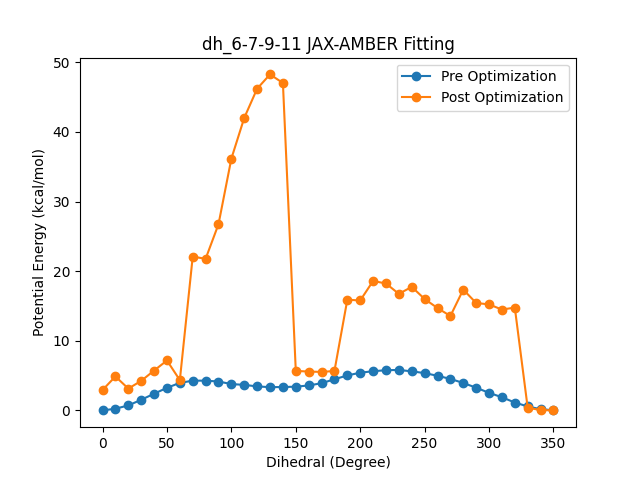 dh_6-7-9-11 JAX-AMBER Fitting
Pre Optimization
Post Optimization
Potential Energy (kcal/mol)
50
40
30
20
10
0
0 50 100 150 200 250 300 350
Dihedral (Degree)